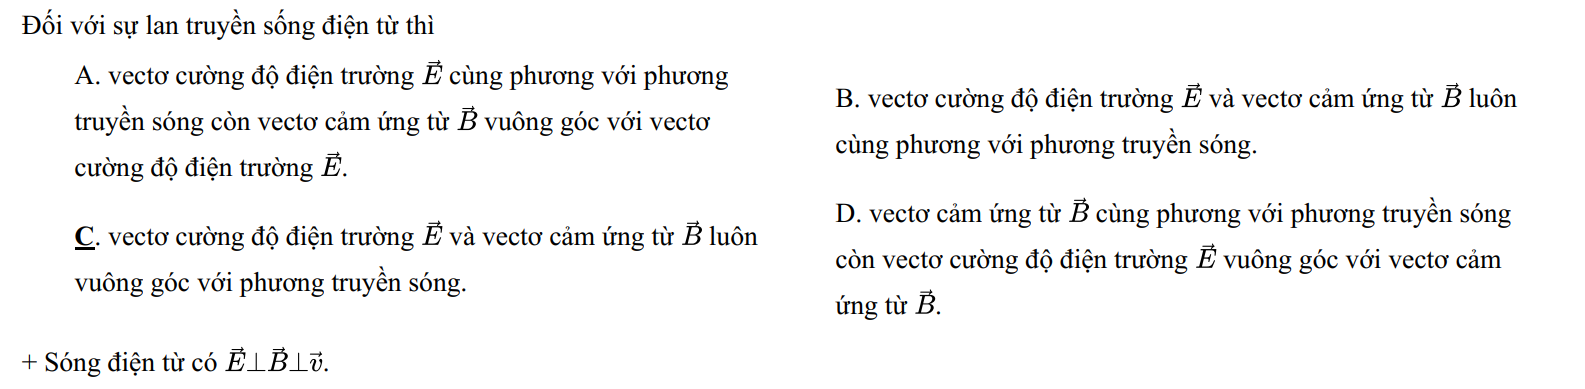 Đối với sự lan truyền sống điện từ thì
A. vectơ cường độ điện trường $\vec{E}$ cùng phương với phương
truyền sóng còn vectơ cảm ứng từ $\vec{B}$ vuông góc với vectơ
cường độ điện trường $\vec{E}$.
B. vectơ cường độ điện trường $\vec{E}$ và vectơ cảm ứng từ $\vec{B}$ luôn
cùng phương với phương truyền sóng.
C. vectơ cường độ điện trường $\vec{E}$ và vectơ cảm ứng từ $\vec{B}$ luôn
vuông góc với phương truyền sóng.
D. vectơ cảm ứng từ $\vec{B}$ cùng phương với phương truyền sóng
còn vectơ cường độ điện trường $\vec{E}$ vuông góc với vectơ cảm
ứng từ $\vec{B}$.
+ Sóng điện từ có $\vec{E} \perp \vec{B} \perp \vec{v}$.